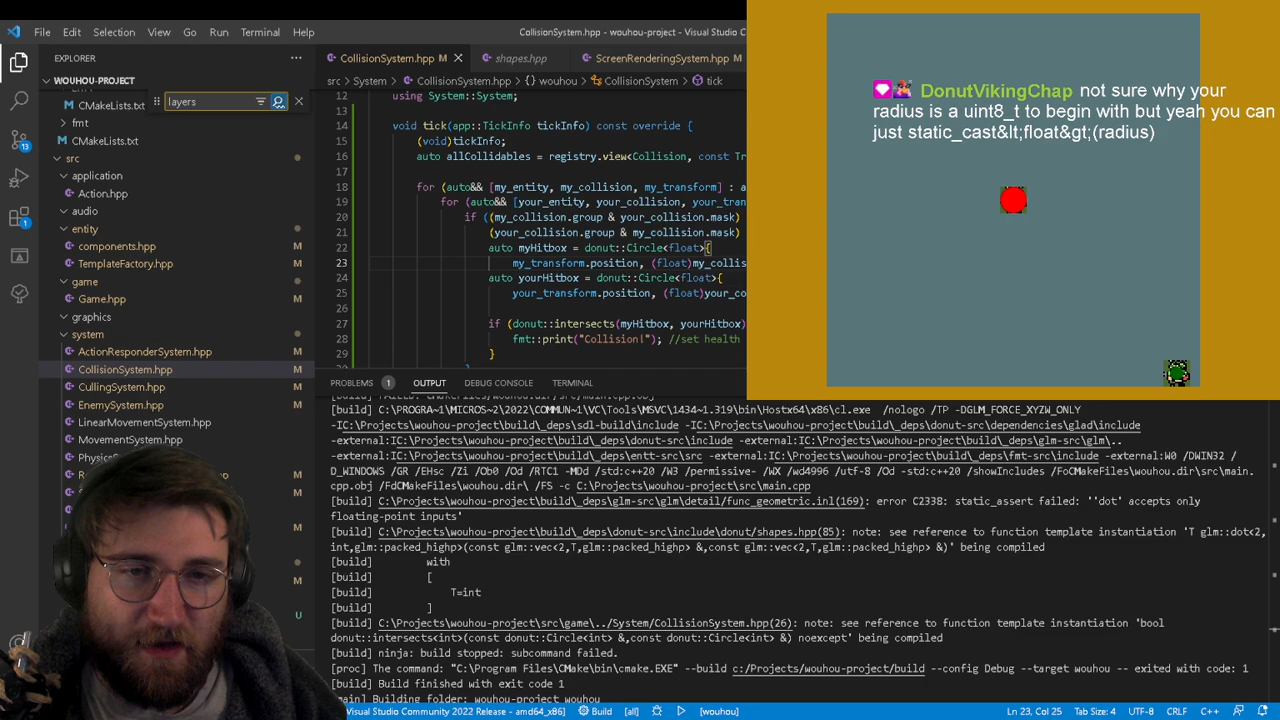 File Edit Selection View Go Run Terminal Help
CollisionSystem.hpp - wouhou-project - Visual Stud
EXPLORER
CollisionSystem.hpp M
shapes.hpp
ScreenRenderingSystem.hpp M
WOUHOU-PROJECT
src > System > CollisionSystem.hpp > {} wouhou > CollisionSystem > tick
layers
CMakeLists.txt M
fmt
CMakeLists.txt
src
application
Action.hpp M
audio
entity
components.hpp M
TemplateFactory.hpp M
game
Game.hpp M
graphics
system
ActionResponderSystem.hpp M
CollisionSystem.hpp M
CullingSystem.hpp M
EnemySystem.hpp M
LinearMovementSystem.hpp M
MovementSystem.hpp M
12 using System::System;
13
14 void tick(app::TickInfo tickInfo) const override {
15 (void)tickInfo;
16 auto allCollidables = registry.view<Collision, const Tr
17
18 for (auto&& [my_entity, my_collision, my_transform] : a
19 for (auto&& [your_entity, your_collision, your_tran
20 if ((my_collision.group & your_collision.mask)
21 (your_collision.group & my_collision.mask)
22 auto myHitbox = donut::Circle<float>{
23 my_transform.position, (float)my_collis
24 auto yourHitbox = donut::Circle<float>{
25 your_transform.position, (float)your_co
26
27 if (donut::intersects(myHitbox, yourHitbox)
28 fmt::print("Collision!"); //set health
29 }
DonutVikingChap not sure why your
radius is a uint8_t to begin with but yeah you can
just static_cast&lt;float&gt;(radius)
PROBLEMS 1 OUTPUT DEBUG CONSOLE TERMINAL
[build] C:\PROGRA~1\MICROS~2\2022\COMMUN~1\VC\Tools\MSVC\1434~1.319\bin\Hostx64\x86\cl.exe /nologo /TP -DGLM_FORCE_XYZW_ONLY
-IC:\Projects\wouhou-project\build\_deps\sdl-build\include -IC:\Projects\wouhou-project\build\_deps\donut-src\dependencies\glad\include
-external:IC:\Projects\wouhou-project\build\_deps\donut-src\include -external:IC:\Projects\wouhou-project\build\_deps\glm-src\glm\..
-external:IC:\Projects\wouhou-project\build\_deps\entt-src\src -external:IC:\Projects\wouhou-project\build\_deps\fmt-src\include -external:W0 /DWIN32 /
D_WINDOWS /GR /EHsc /Zi /Ob0 /Od /RTC1 -MDd /std:c++20 /W3 /permissive- /WX /wd4996 /utf-8 /Od -std:c++20 /showIncludes /FoCMakeFiles\wouhou.dir\src\main.
cpp.obj /FdCMakeFiles\wouhou.dir\ /FS -c C:\Projects\wouhou-project\src\main.cpp
[build] C:\Projects\wouhou-project\build\_deps\glm-src\glm\detail/func_geometric.inl(169): error C2338: static_assert failed: ''dot' accepts only
floating-point inputs'
[build] C:\Projects\wouhou-project\build\_deps\donut-src\include\donut/shapes.hpp(85): note: see reference to function template instantiation 'T glm::dot<2,
int,glm::packed_highp>(const glm::vec<2,T,glm::packed_highp> &,const glm::vec<2,T,glm::packed_highp> &)' being compiled
[build] with
[build] [
[build] T=int
[build] ]
[build] C:\Projects\wouhou-project\src\game\../System/CollisionSystem.hpp(26): note: see reference to function template instantiation 'bool
donut::intersects<int>(const donut::Circle<int> &,const donut::Circle<int> &) noexcept' being compiled
[build] ninja: build stopped: subcommand failed.
[proc] The command: "C:\Program Files\CMake\bin\cmake.EXE" --build c:/Projects/wouhou-project/build --config Debug --target wouhou -- exited with code: 1
[build] Build finished with exit code 1
[main] Building folder: wouhou-project wouhou
Visual Studio Community 2022 Release - amd64_x86] Build [all] [wouhou] Ln 23, Col 25 Tab Size: 4 UTF-8 CRLF C++